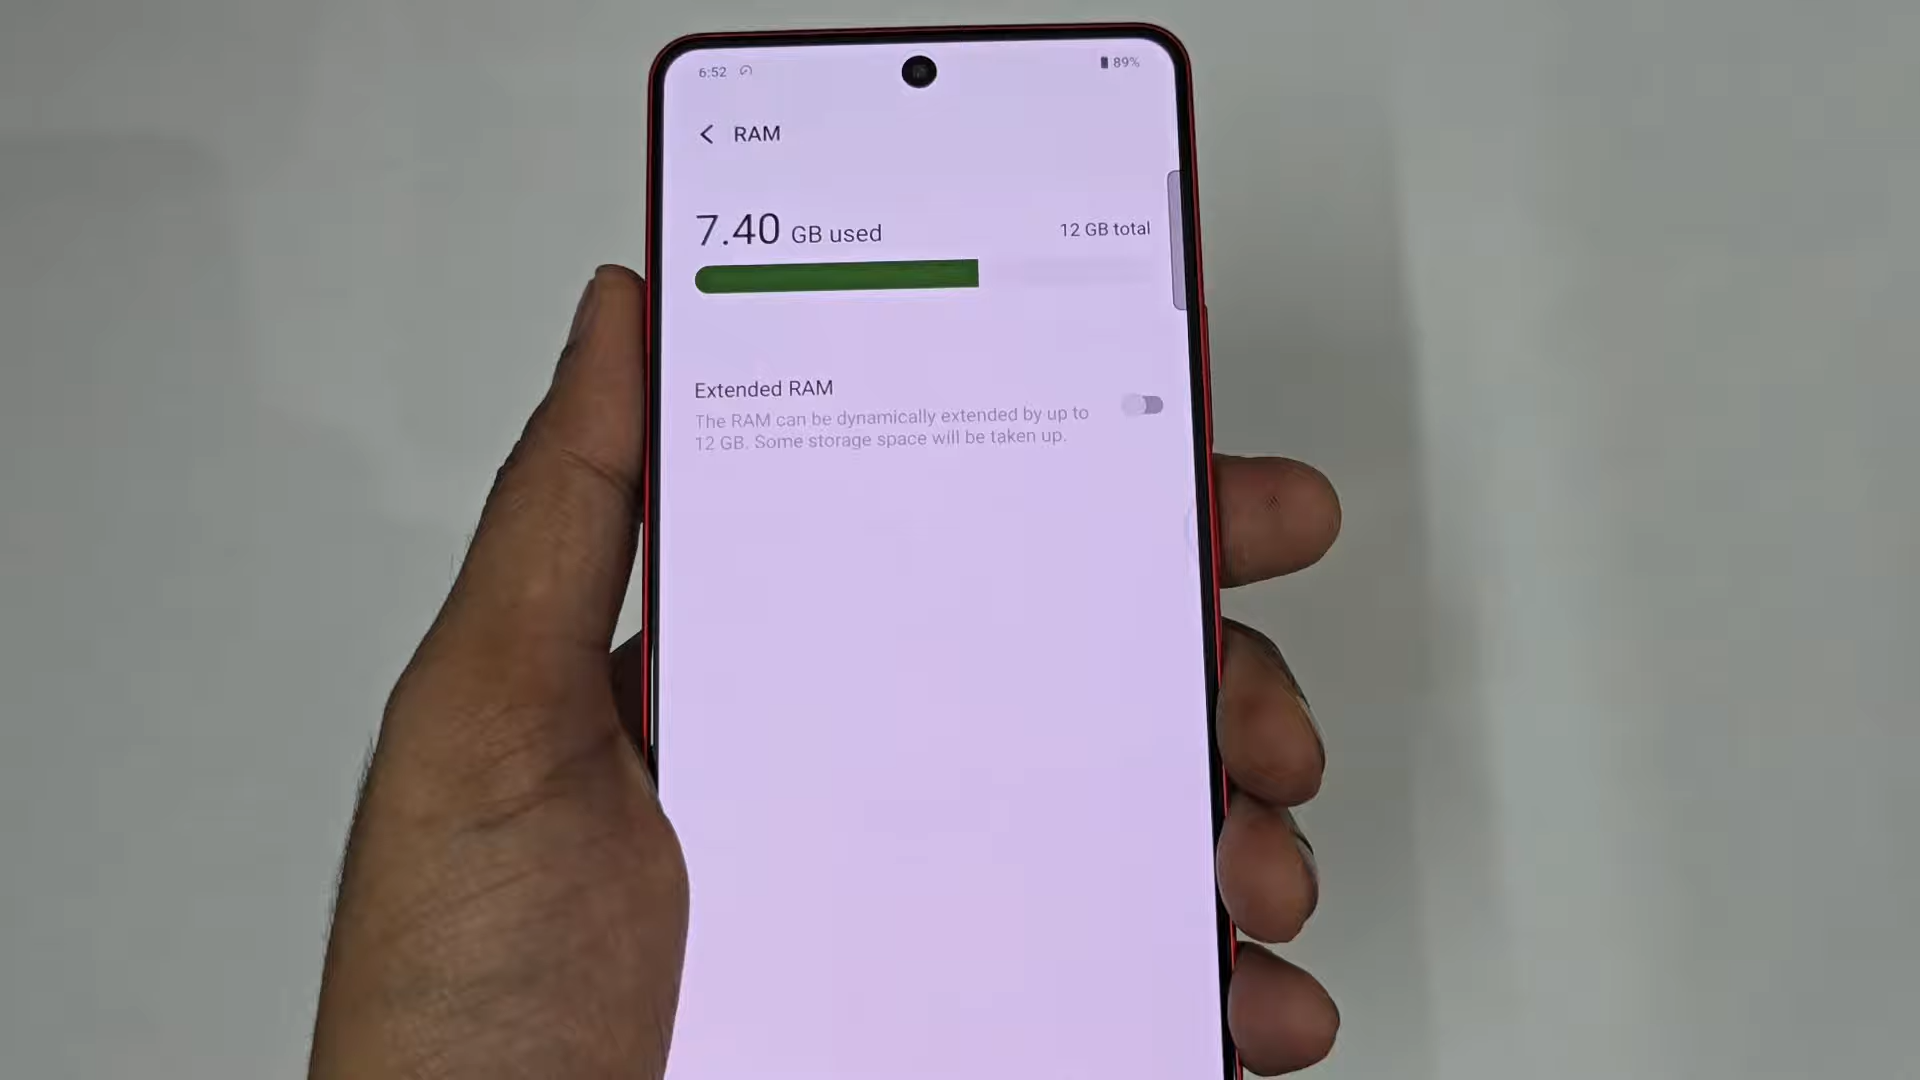 6:52 89%
RAM
7.40 GB used 12 GB total
Extended RAM
The RAM can be dynamically extended by up to
12 GB. Some storage space will be taken up.